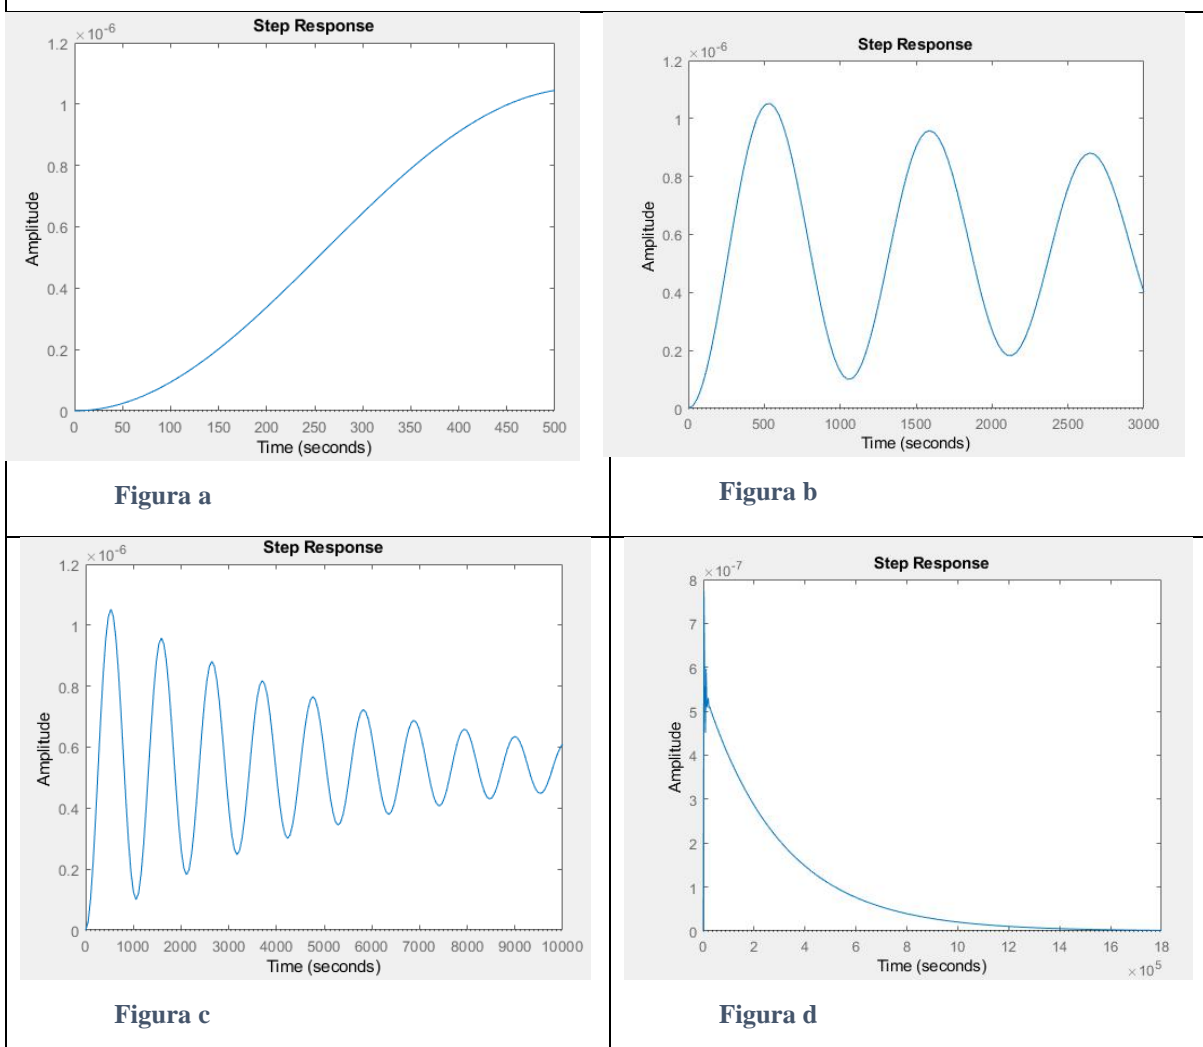 Step Response
×10-6
1.2
1
0.8
0.6
0.4
0.2
0
Amplitude
0 50 100 150 200 250 300 350 400 450 500
Time (seconds)
Figura a
Step Response
×10-6
1.2
1
0.8
0.6
0.4
0.2
0
Amplitude
0 500 1000 1500 2000 2500 3000
Time (seconds)
Figura b
Step Response
×10-6
1.2
1
0.8
0.6
0.4
0.2
0
Amplitude
0 1000 2000 3000 4000 5000 6000 7000 8000 9000 10000
Time (seconds)
Figura c
Step Response
×10-7
8
7
6
5
4
3
2
1
0
Amplitude
0 2 4 6 8 10 12 14 16 18
Time (seconds)
×105
Figura d